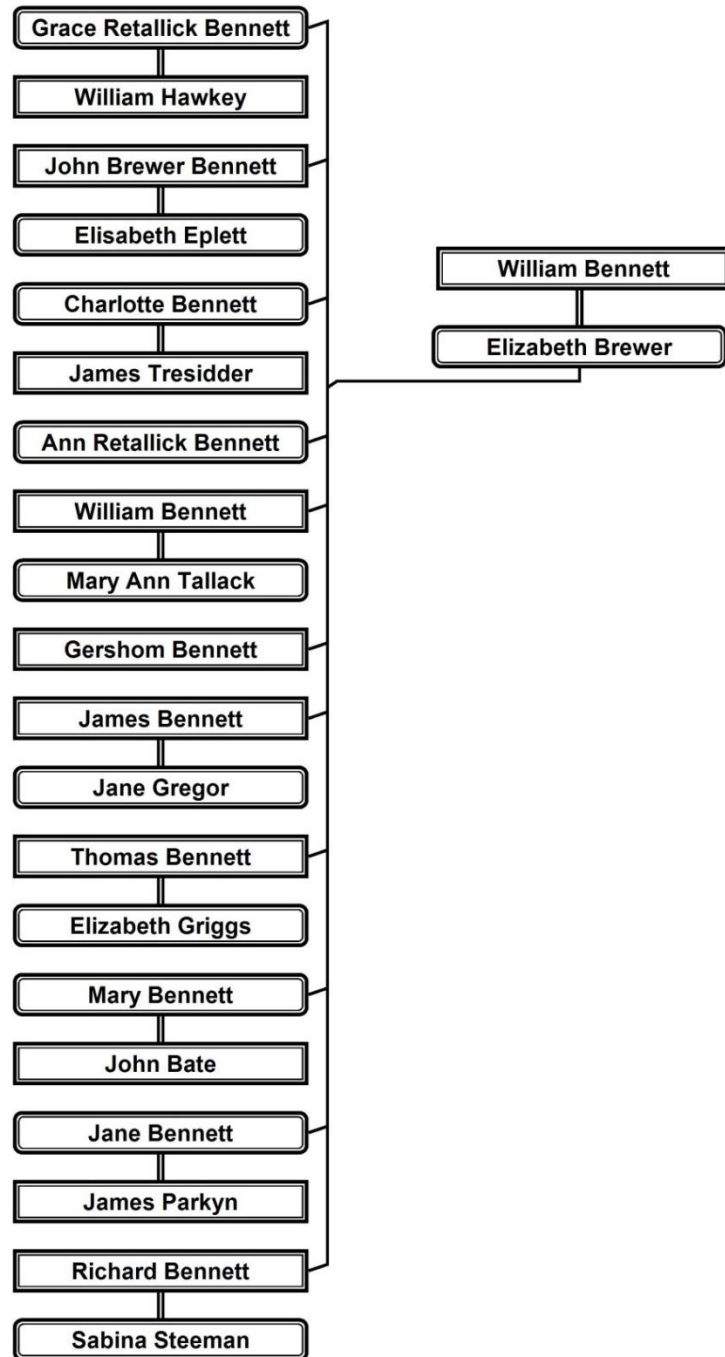 Grace Retallick Bennett
William Hawkey
John Brewer Bennett
Elisabeth Eplett
Charlotte Bennett
James Tresidder
Ann Retallick Bennett
William Bennett
Mary Ann Tallack
Gershom Bennett
James Bennett
Jane Gregor
Thomas Bennett
Elizabeth Griggs
Mary Bennett
John Bate
Jane Bennett
James Parkyn
Richard Bennett
Sabina Steeman
William Bennett
Elizabeth Brewer